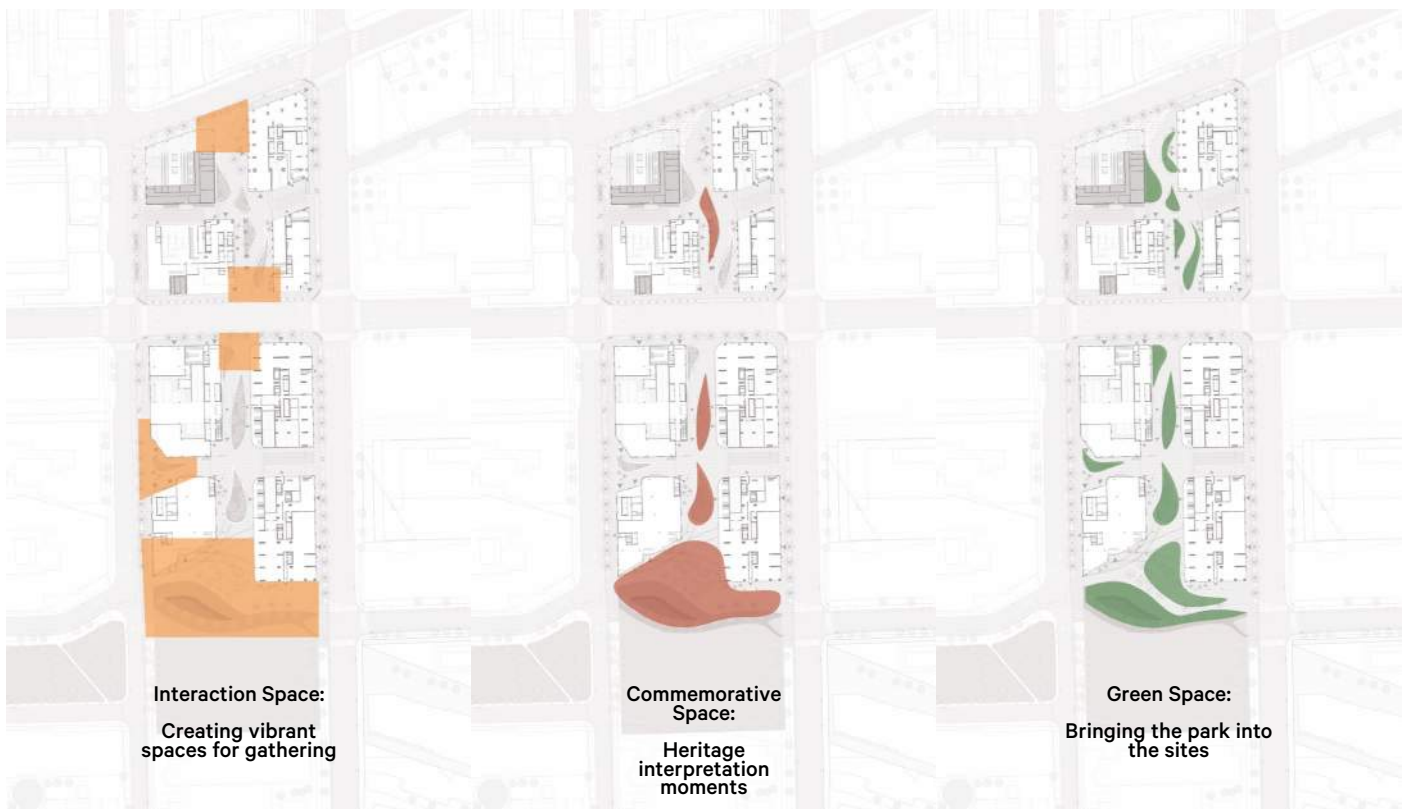 Interaction Space:
Creating vibrant
spaces for gathering
Commemorative
Space:
Heritage
interpretation
moments
Green Space:
Bringing the park into
the sites